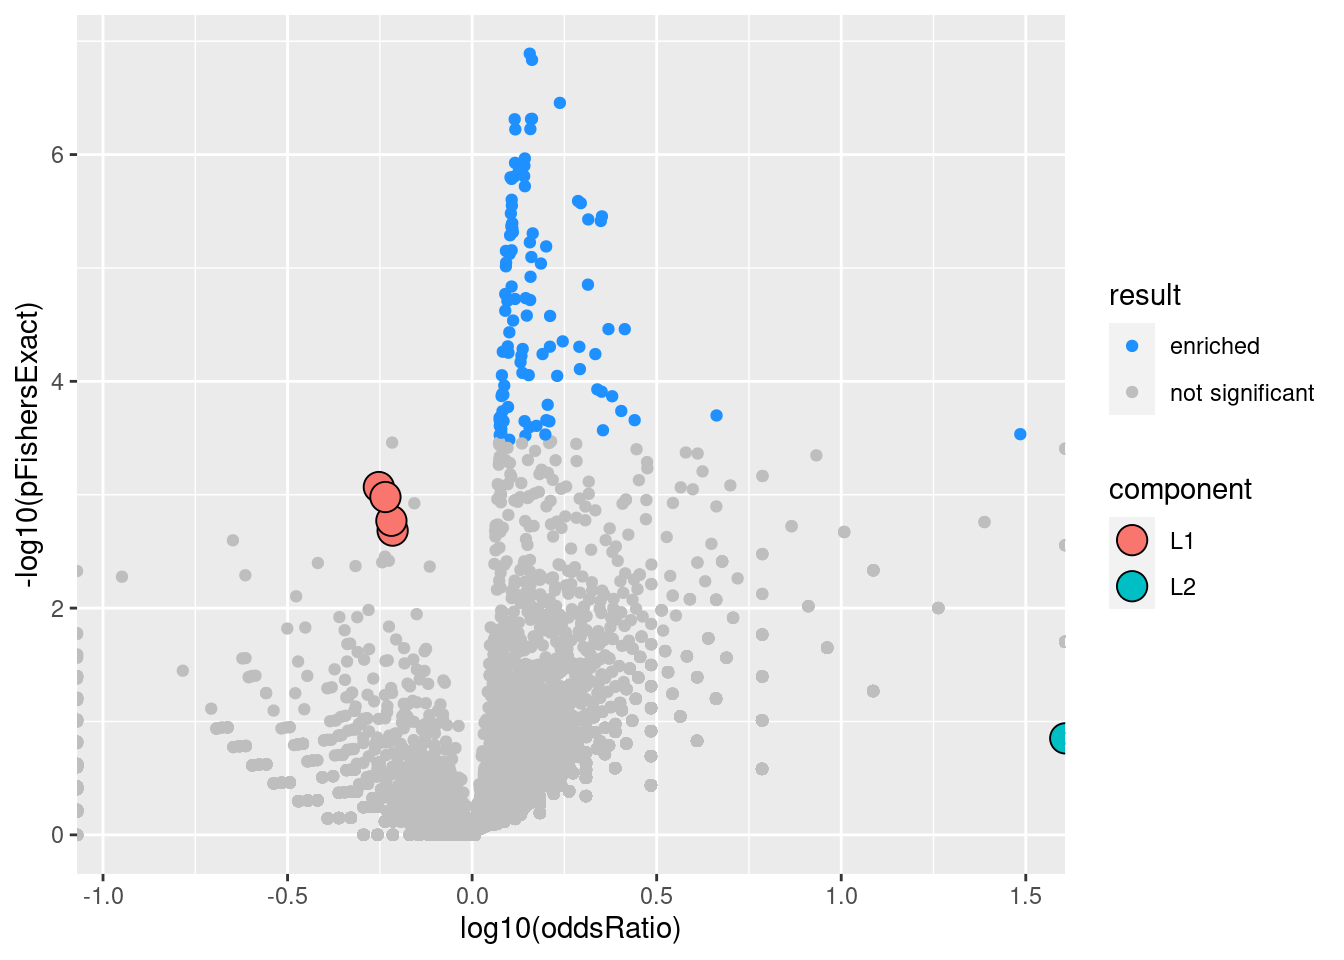 -log10(pFishersExact)
6
4
2
0
-1.0 -0.5 0.0 0.5 1.0 1.5
log10(oddsRatio)
result
enriched
not significant
component
L1
L2